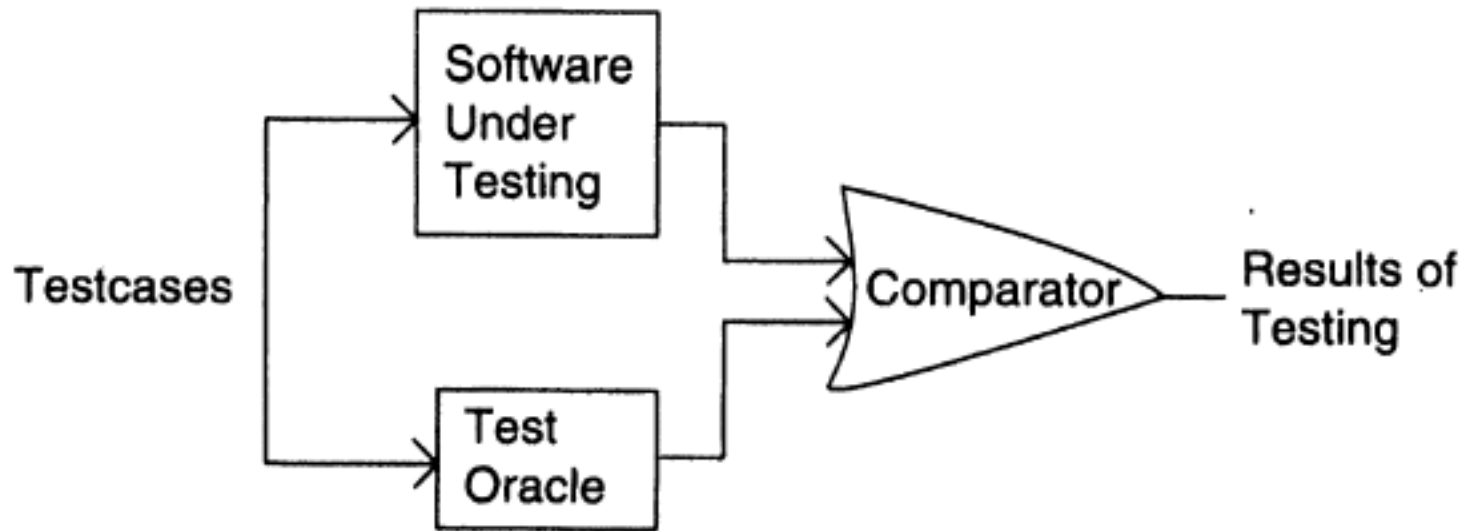 Software
Under
Testing
Testcases
Comparator
Results of
Testing
Test
Oracle